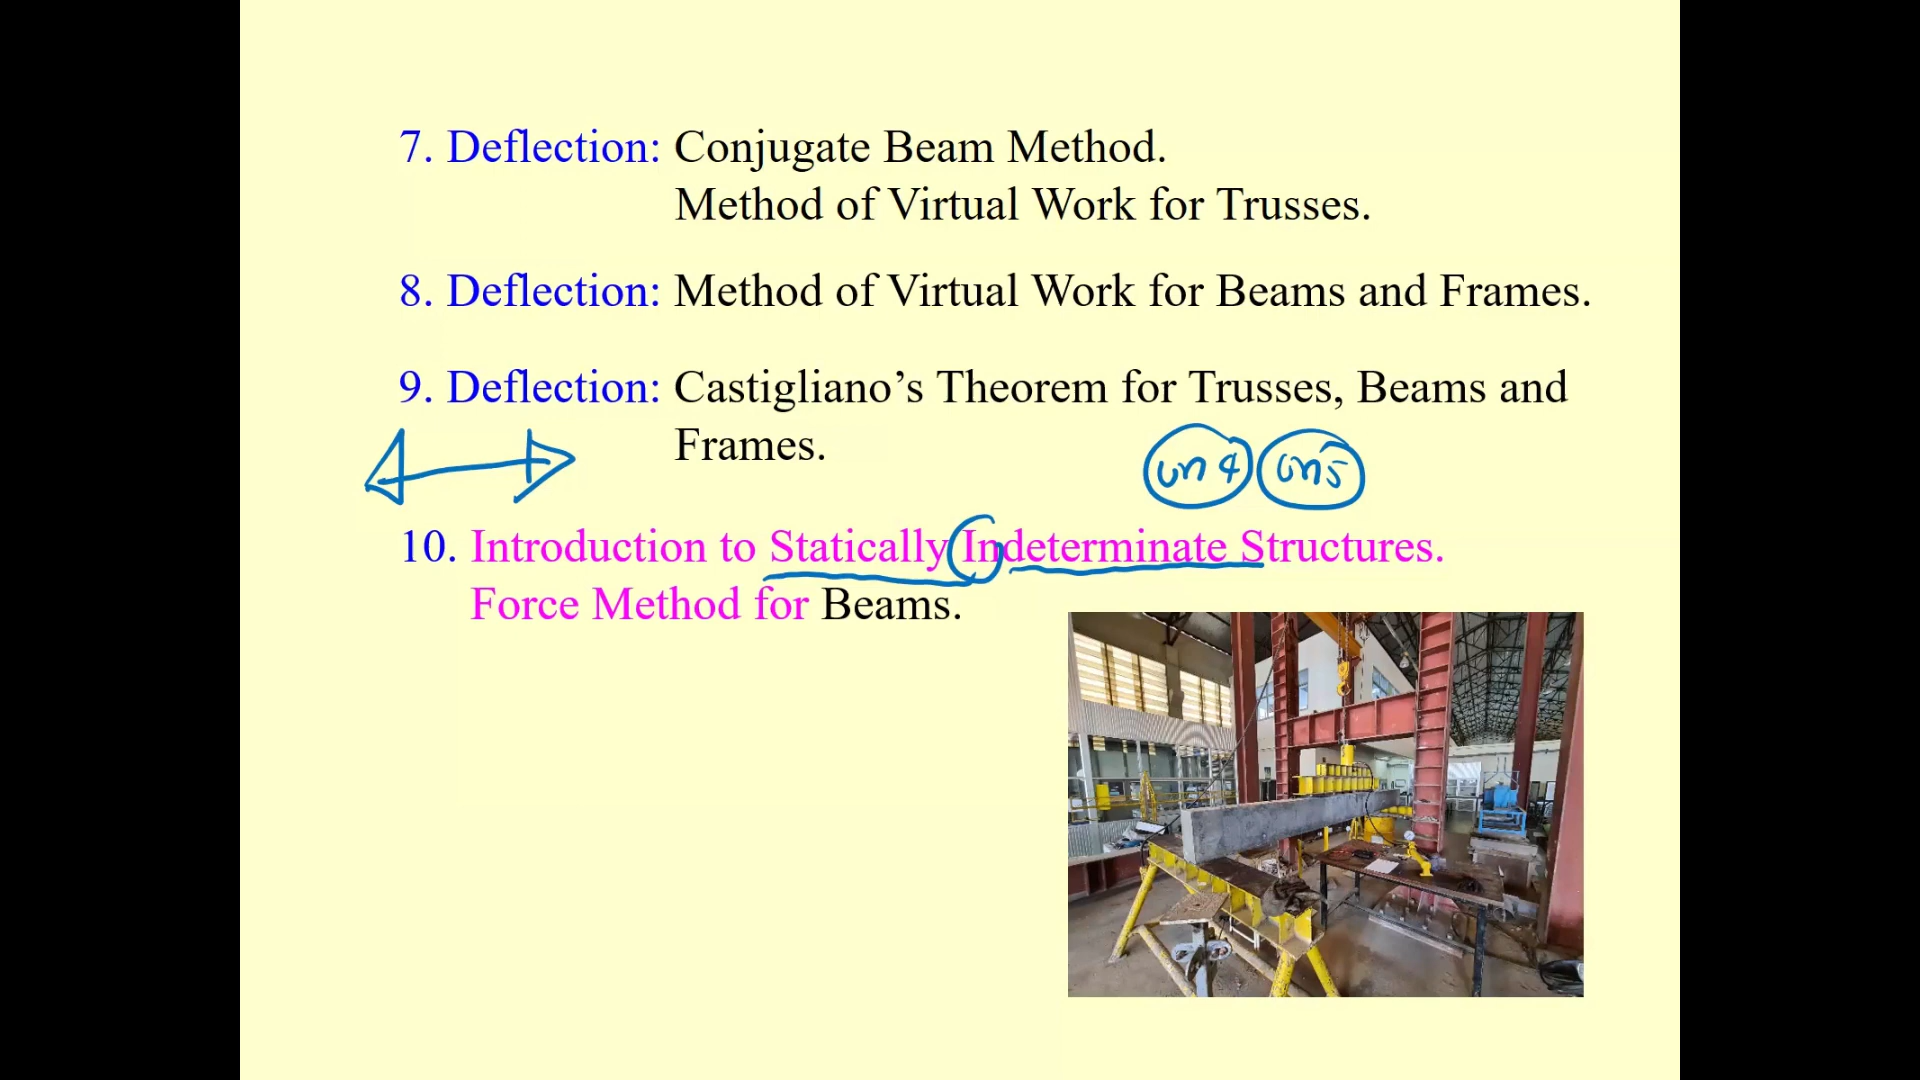 7. Deflection: Conjugate Beam Method.
Method of Virtual Work for Trusses.
8. Deflection: Method of Virtual Work for Beams and Frames.
9. Deflection: Castigliano’s Theorem for Trusses, Beams and
Frames.
บท 4 บท 5
10. Introduction to Statically Indeterminate Structures.
Force Method for Beams.